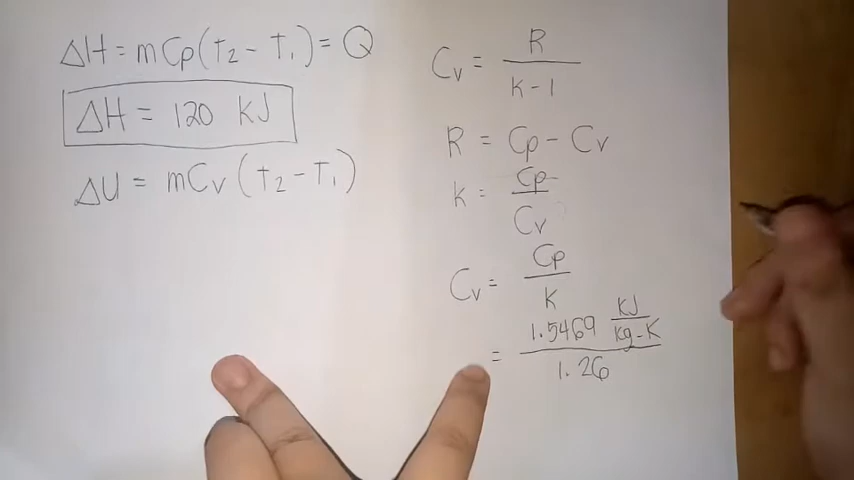 ΔH = mCp(T2 - T1) = Q
ΔH = 120 KJ
ΔU = mCv(T2 - T1)
Cv = R / K-1
R = Cp - Cv
K = Cp / Cv
Cv = Cp / K
= 1.5469 KJ/Kg-K / 1.26